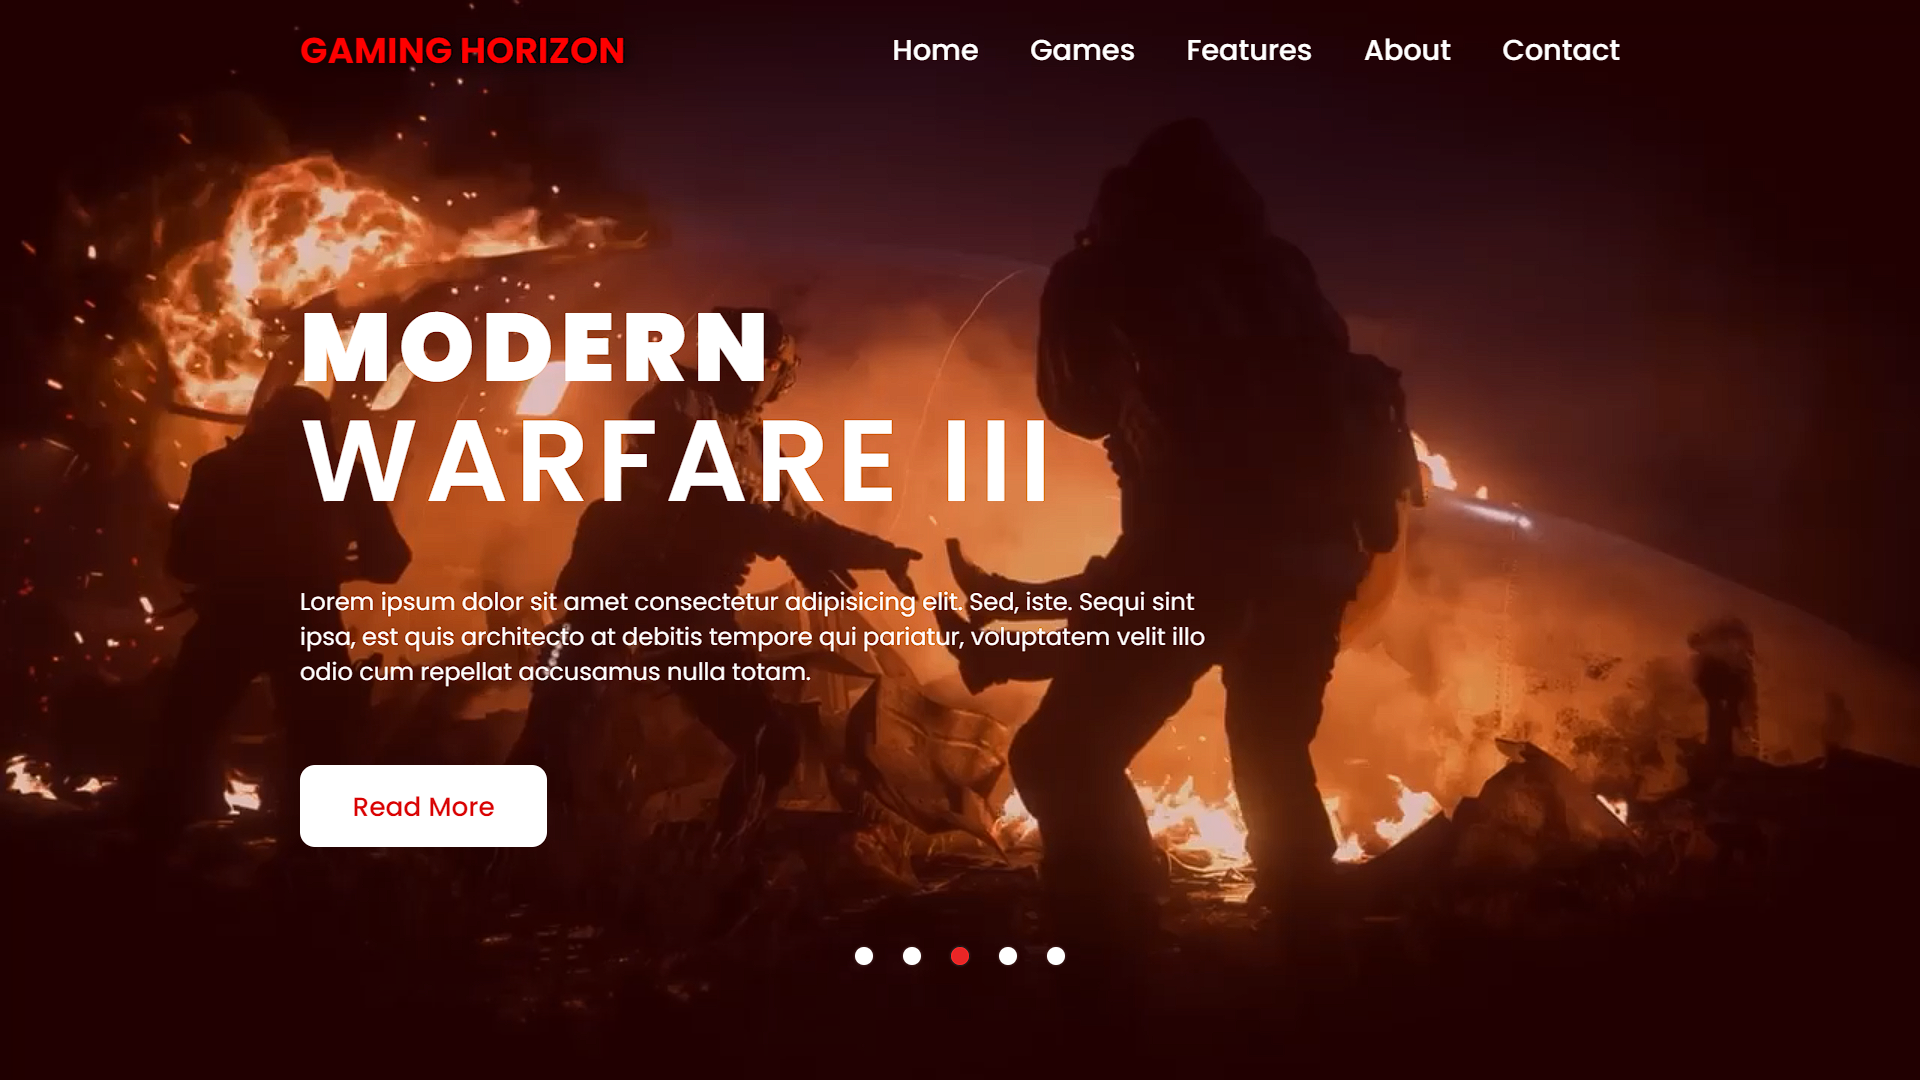 GAMING HORIZON
Home Games Features About Contact
MODERN
WARFARE III
Lorem ipsum dolor sit amet consectetur adipisicing elit. Sed, iste. Sequi sint
ipsa, est quis architecto at debitis tempore qui pariatur, voluptatem velit illo
odio cum repellat accusamus nulla totam.
Read More